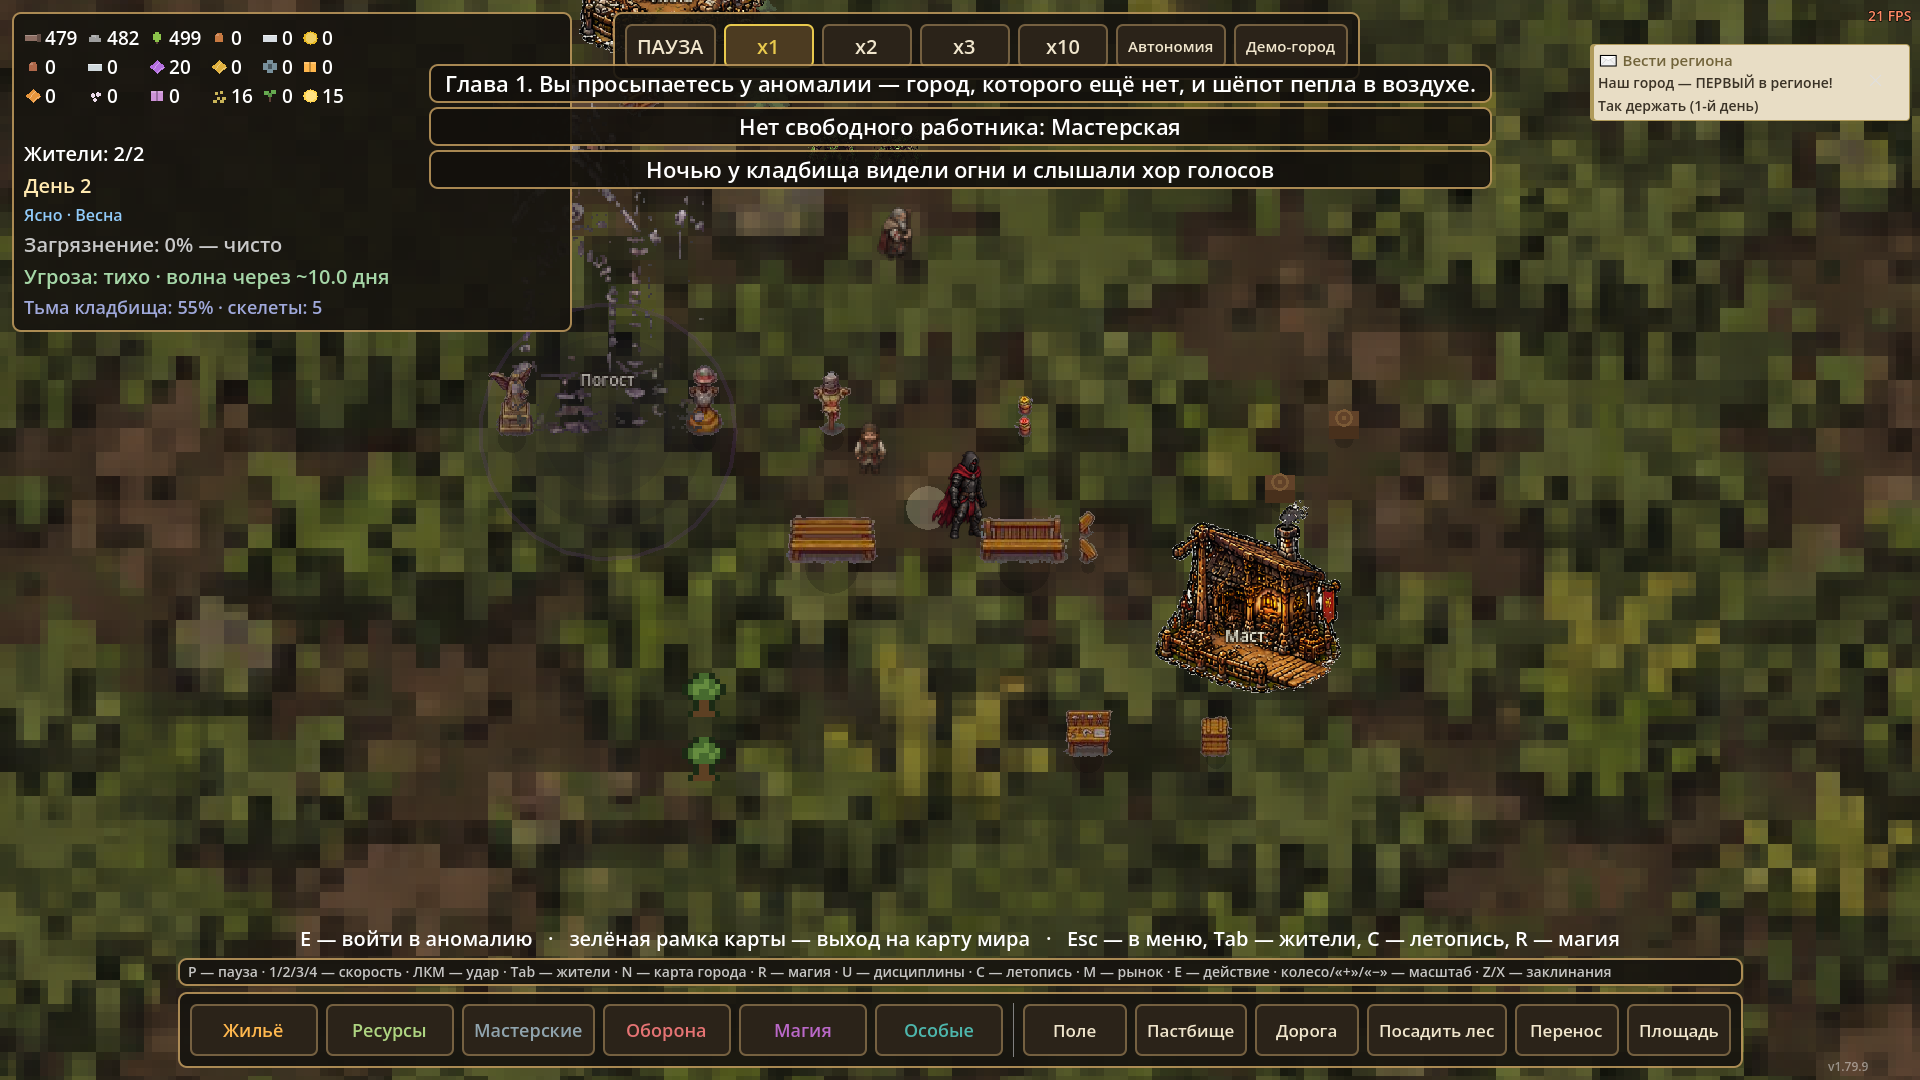 479 482 499 0 0 0
0 0 20 0 0 0
0 0 0 16 0 15
Жители: 2/2
День 2
Ясно · Весна
Загрязнение: 0% — чисто
Угроза: тихо · волна через ~10.0 дня
Тьма кладбища: 55% · скелеты: 5
ПАУЗА x1 x2 x3 x10 Автономия Демо-город
Глава 1. Вы просыпаетесь у аномалии — город, которого ещё нет, и шёпот пепла в воздухе.
Нет свободного работника: Мастерская
Ночью у кладбища видели огни и слышали хор голосов
21 FPS
Вести региона
Наш город — ПЕРВЫЙ в регионе!
Так держать (1-й день)
Погост
Маст
E — войти в аномалию · зелёная рамка карты — выход на карту мира · Esc — в меню, Tab — жители, C — летопись, R — магия
P — пауза · 1/2/3/4 — скорость · ЛКМ — удар · Tab — жители · N — карта города · R — магия · U — дисциплины · C — летопись · M — рынок · E — действие · колесо/«+»/«−» — масштаб · Z/X — заклинания
Жильё Ресурсы Мастерские Оборона Магия Особые Поле Пастбище Дорога Посадить лес Перенос Площадь
v1.79.9